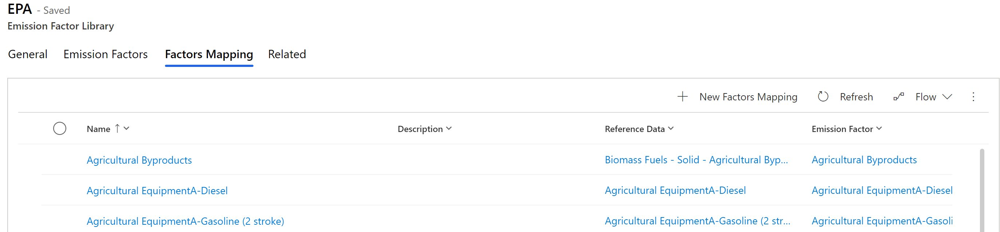 EPA - Saved
Emission Factor Library
General Emission Factors Factors Mapping Related
New Factors Mapping Refresh Flow
Name Description Reference Data Emission Factor
Agricultural Byproducts Biomass Fuels - Solid - Agricultural Byp... Agricultural Byproducts
Agricultural EquipmentA-Diesel Agricultural EquipmentA-Diesel Agricultural EquipmentA-Diesel
Agricultural EquipmentA-Gasoline (2 stroke) Agricultural EquipmentA-Gasoline (2 str... Agricultural EquipmentA-Gasoli